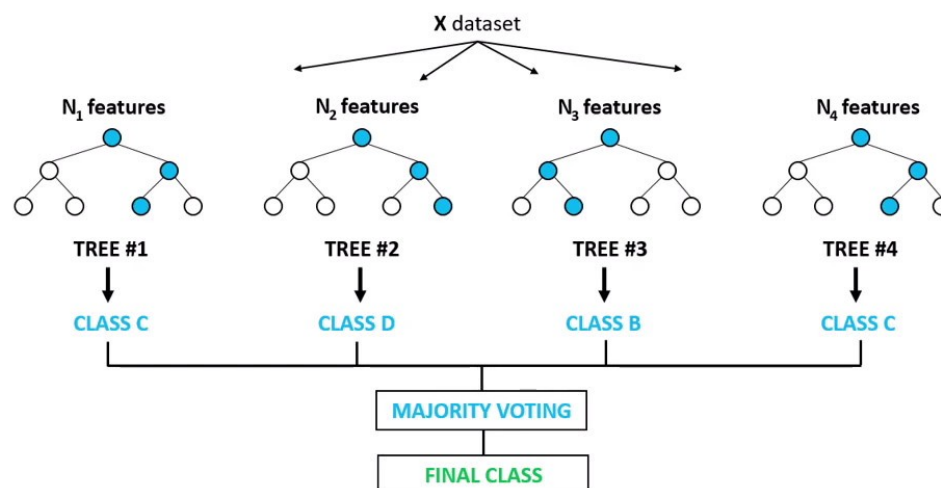 X dataset
N₁ features
N₂ features
N₃ features
N₄ features
TREE #1
TREE #2
TREE #3
TREE #4
CLASS C
CLASS D
CLASS B
CLASS C
MAJORITY VOTING
FINAL CLASS